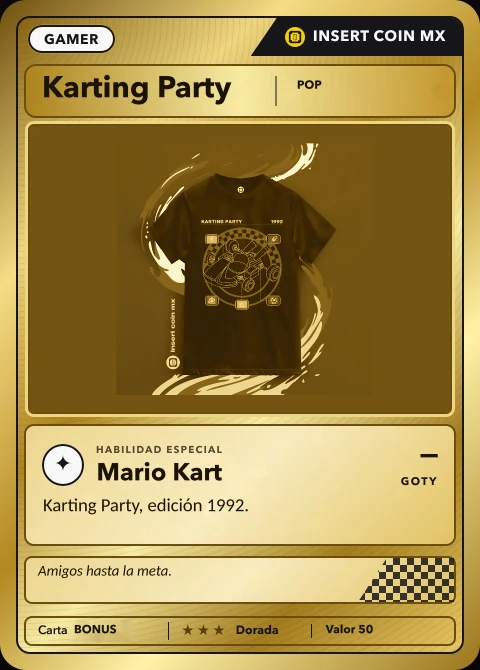 GAMER
INSERT COIN MX
Karting Party
POP
KARTING PARTY 1992
insert coin mx
HABILIDAD ESPECIAL
Mario Kart
—
GOTY
Karting Party, edición 1992.
Amigos hasta la meta.
Carta BONUS ★★★ Dorada Valor 50